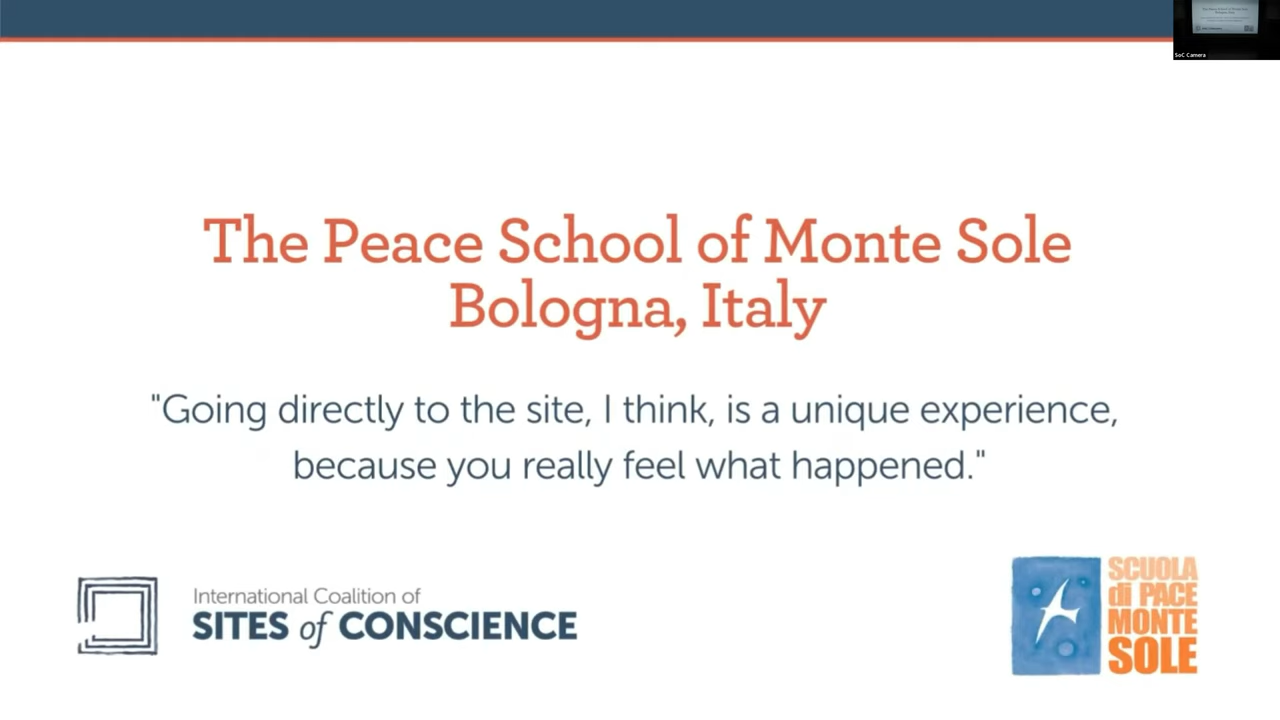 The Peace School of Monte Sole
Bologna, Italy
"Going directly to the site, I think, is a unique experience,
because you really feel what happened."
International Coalition of
SITES of CONSCIENCE
SCUOLA
di PACE
MONTE
SOLE
SoC Camera